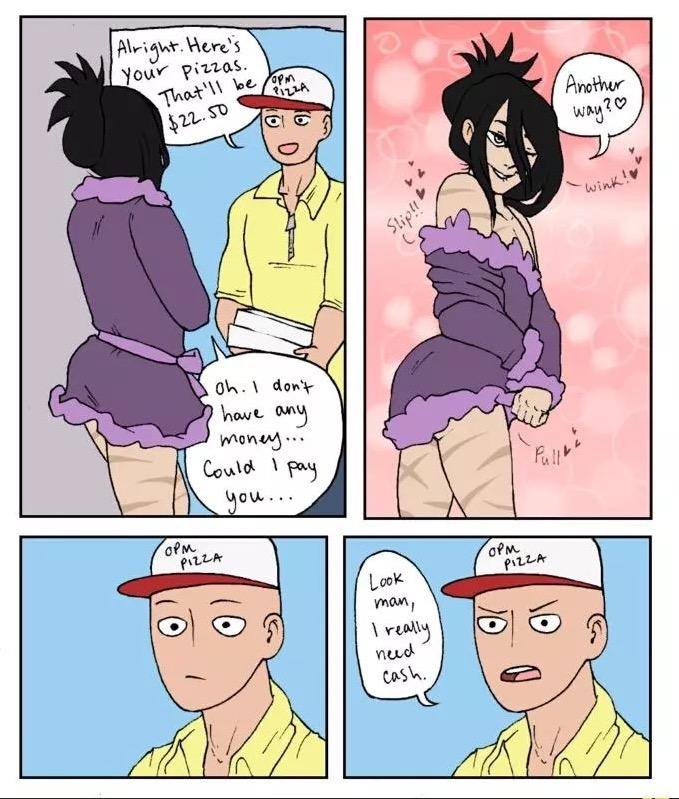 Alright. Here's
your pizzas.
That'll be
$22.50
OPM
PIZZA
Oh. I don't
have any
money...
Could I pay
you...
Another
way?♡
wink!
Slip!!
Pull
OPM
PIZZA
OPM
PIZZA
Look
man,
I really
need
cash.